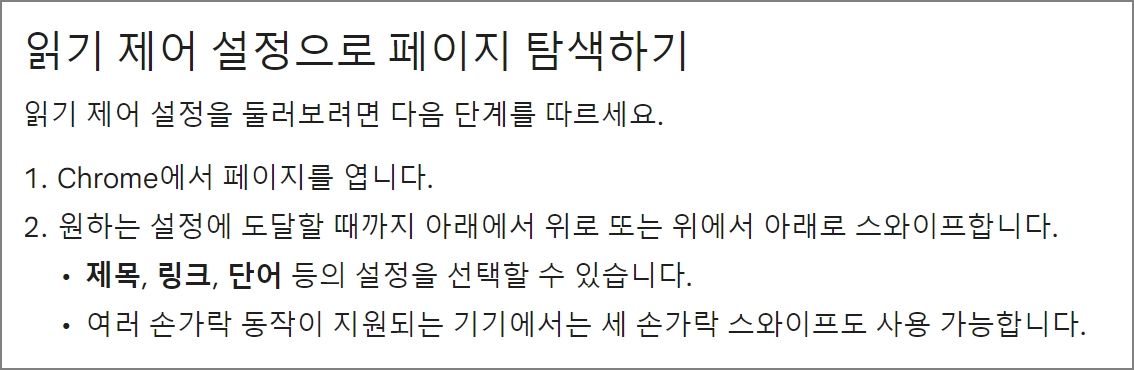 읽기 제어 설정으로 페이지 탐색하기
읽기 제어 설정을 둘러보려면 다음 단계를 따르세요.
1. Chrome에서 페이지를 엽니다.
2. 원하는 설정에 도달할 때까지 아래에서 위로 또는 위에서 아래로 스와이프합니다.
• 제목, 링크, 단어 등의 설정을 선택할 수 있습니다.
• 여러 손가락 동작이 지원되는 기기에서는 세 손가락 스와이프도 사용 가능합니다.